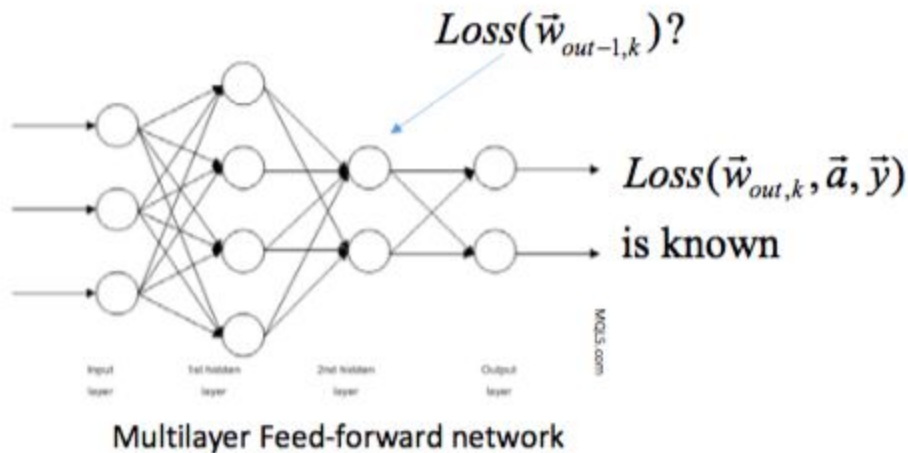 Loss(w⃗_{out−1,k})?
Loss(w⃗_{out,k}, a⃗, y⃗)
is known
MQLS.com
Input layer
1st hidden layer
2nd hidden layer
Output layer
Multilayer Feed-forward network